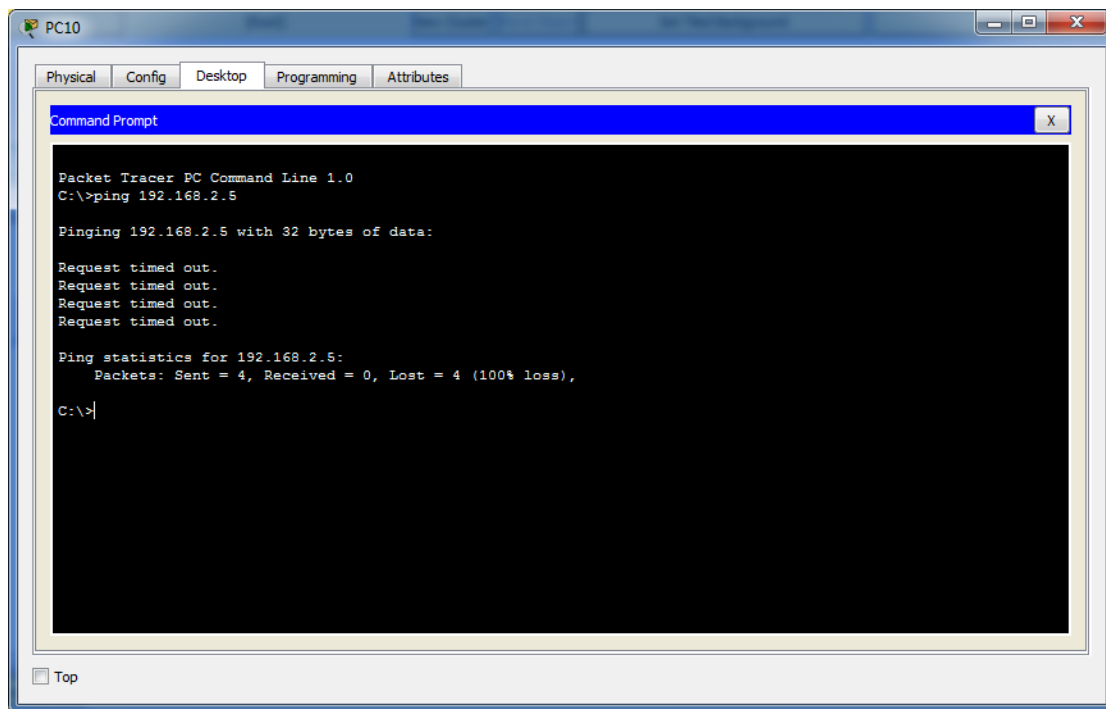 PC10
Physical Config Desktop Programming Attributes
Command Prompt
X
Packet Tracer PC Command Line 1.0
C:\>ping 192.168.2.5
Pinging 192.168.2.5 with 32 bytes of data:
Request timed out.
Request timed out.
Request timed out.
Request timed out.
Ping statistics for 192.168.2.5:
Packets: Sent = 4, Received = 0, Lost = 4 (100% loss),
C:\>
Top